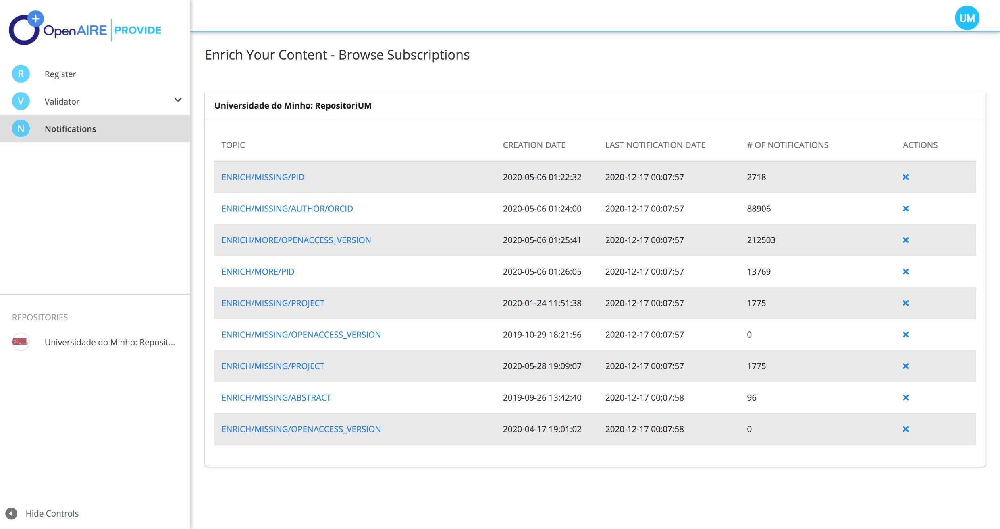 OpenAIRE PROVIDE
UM
R Register
V Validator
N Notifications
REPOSITORIES
Universidade do Minho: Reposit...
Hide Controls
Enrich Your Content - Browse Subscriptions
Universidade do Minho: RepositoriUM
TOPIC CREATION DATE LAST NOTIFICATION DATE # OF NOTIFICATIONS ACTIONS
ENRICH/MISSING/PID 2020-05-06 01:22:32 2020-12-17 00:07:57 2718
ENRICH/MISSING/AUTHOR/ORCID 2020-05-06 01:24:00 2020-12-17 00:07:57 88906
ENRICH/MORE/OPENACCESS_VERSION 2020-05-06 01:25:41 2020-12-17 00:07:57 212503
ENRICH/MORE/PID 2020-05-06 01:26:05 2020-12-17 00:07:57 13769
ENRICH/MISSING/PROJECT 2020-01-24 11:51:38 2020-12-17 00:07:57 1775
ENRICH/MISSING/OPENACCESS_VERSION 2019-10-29 18:21:56 2020-12-17 00:07:57 0
ENRICH/MISSING/PROJECT 2020-05-28 19:09:07 2020-12-17 00:07:57 1775
ENRICH/MISSING/ABSTRACT 2019-09-26 13:42:40 2020-12-17 00:07:58 96
ENRICH/MISSING/OPENACCESS_VERSION 2020-04-17 19:01:02 2020-12-17 00:07:58 0